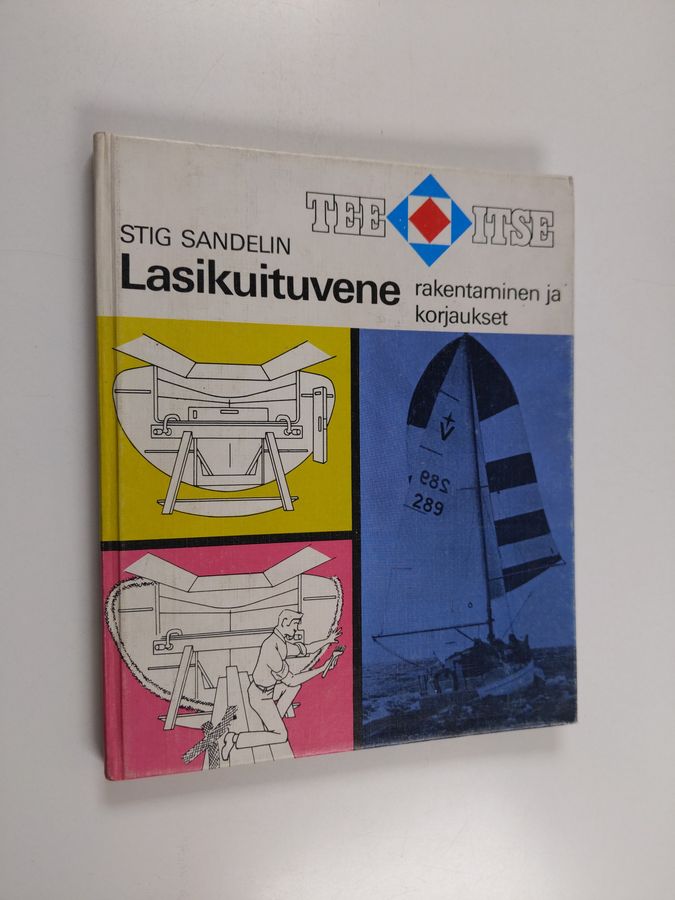 TEE ITSE
STIG SANDELIN
Lasikuituvene
rakentaminen ja
korjaukset
V
289
289